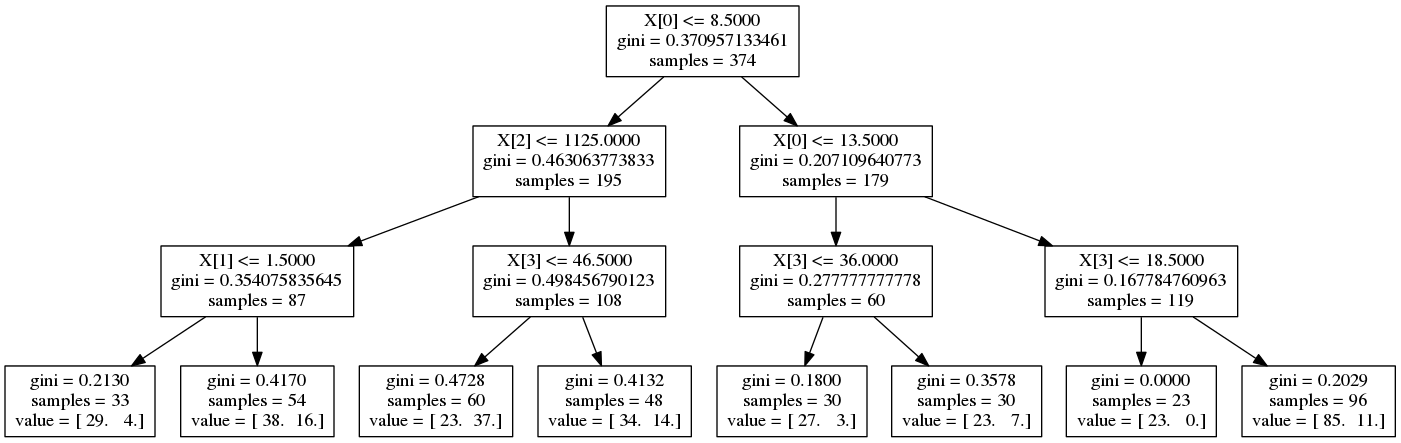 X[0] <= 8.5000
gini = 0.370957133461
samples = 374
X[2] <= 1125.0000
gini = 0.463063773833
samples = 195
X[0] <= 13.5000
gini = 0.207109640773
samples = 179
X[1] <= 1.5000
gini = 0.354075835645
samples = 87
X[3] <= 46.5000
gini = 0.498456790123
samples = 108
X[3] <= 36.0000
gini = 0.277777777778
samples = 60
X[3] <= 18.5000
gini = 0.167784760963
samples = 119
gini = 0.2130
samples = 33
value = [ 29. 4.]
gini = 0.4170
samples = 54
value = [ 38. 16.]
gini = 0.4728
samples = 60
value = [ 23. 37.]
gini = 0.4132
samples = 48
value = [ 34. 14.]
gini = 0.1800
samples = 30
value = [ 27. 3.]
gini = 0.3578
samples = 30
value = [ 23. 7.]
gini = 0.0000
samples = 23
value = [ 23. 0.]
gini = 0.2029
samples = 96
value = [ 85. 11.]